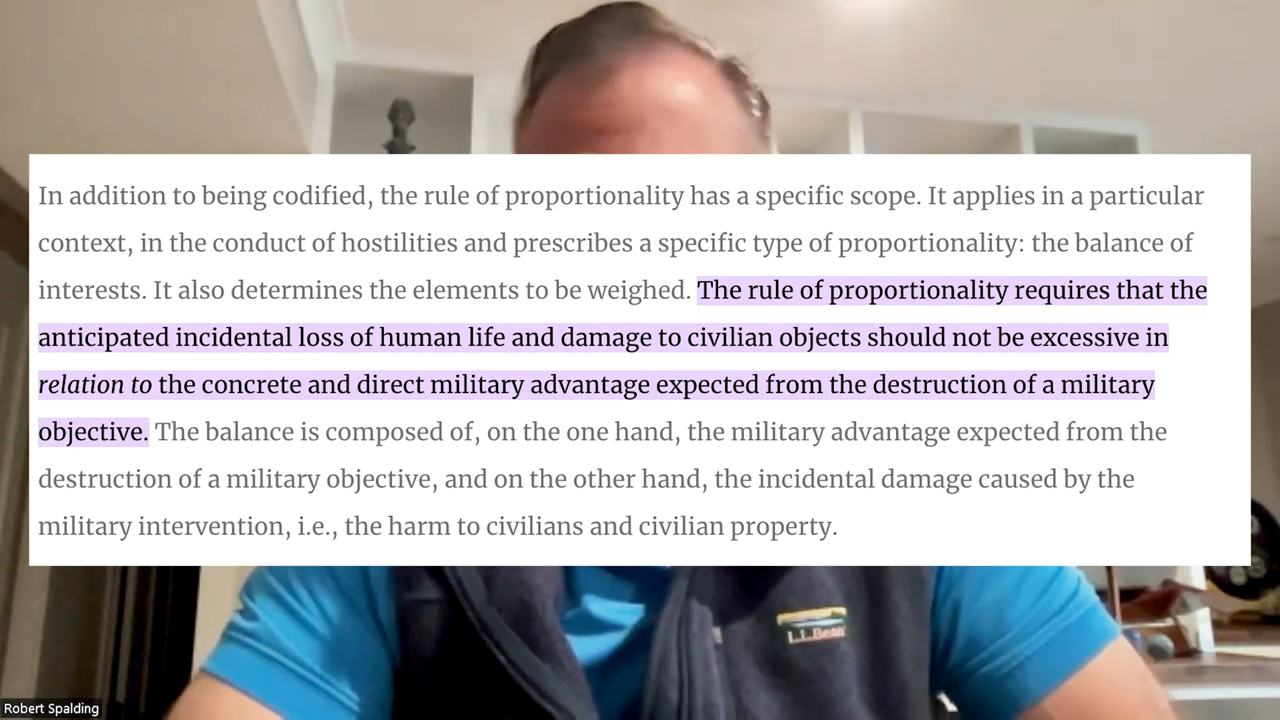 In addition to being codified, the rule of proportionality has a specific scope. It applies in a particular
context, in the conduct of hostilities and prescribes a specific type of proportionality: the balance of
interests. It also determines the elements to be weighed. The rule of proportionality requires that the
anticipated incidental loss of human life and damage to civilian objects should not be excessive in
relation to the concrete and direct military advantage expected from the destruction of a military
objective. The balance is composed of, on the one hand, the military advantage expected from the
destruction of a military objective, and on the other hand, the incidental damage caused by the
military intervention, i.e., the harm to civilians and civilian property.
L.L.Bean
Robert Spalding